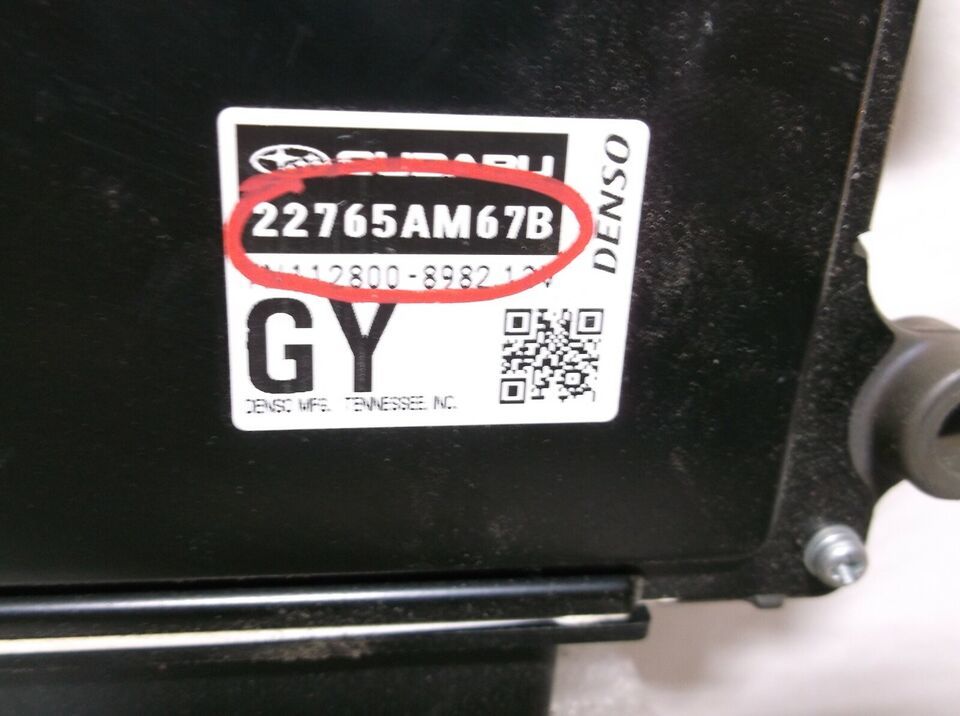 SUBARU
22765AM67B
112800-8982 12V
GY
DENSO MFG. TENNESSEE, INC.
DENSO